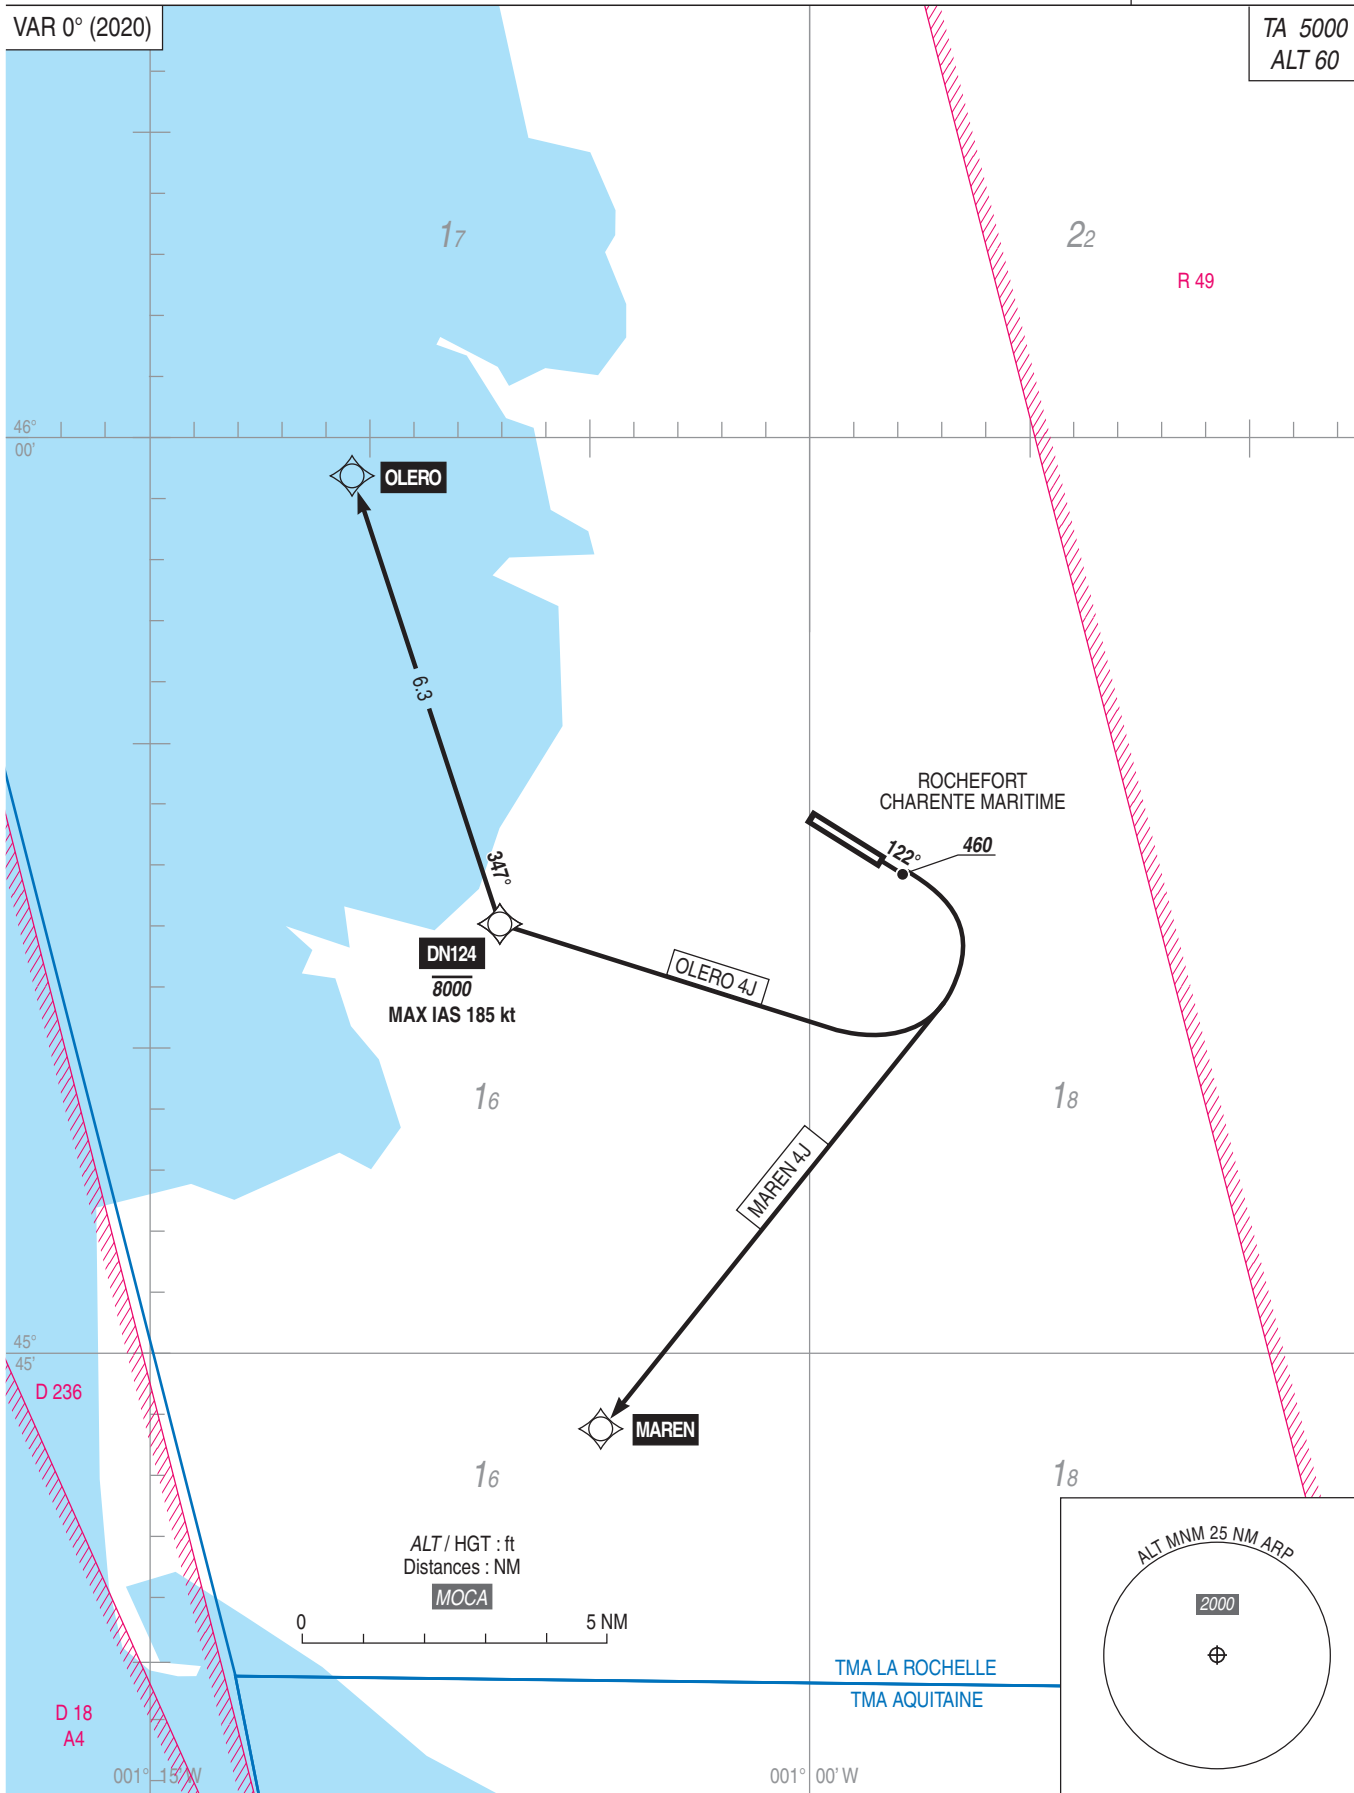 VAR 0° (2020)
TA 5000
ALT 60
17
22
R 49
46°
00'
OLERO
6.3
ROCHEFORT
CHARENTE MARITIME
122°
460
347°
DN124
8000
MAX IAS 185 kt
OLERO 4J
16
18
MAREN 4J
45°
45'
D 236
MAREN
16
18
ALT / HGT : ft
Distances : NM
MOCA
0
5 NM
ALT MNM 25 NM ARP
2000
TMA LA ROCHELLE
TMA AQUITAINE
D 18
A4
001° 15' W
001° 00' W